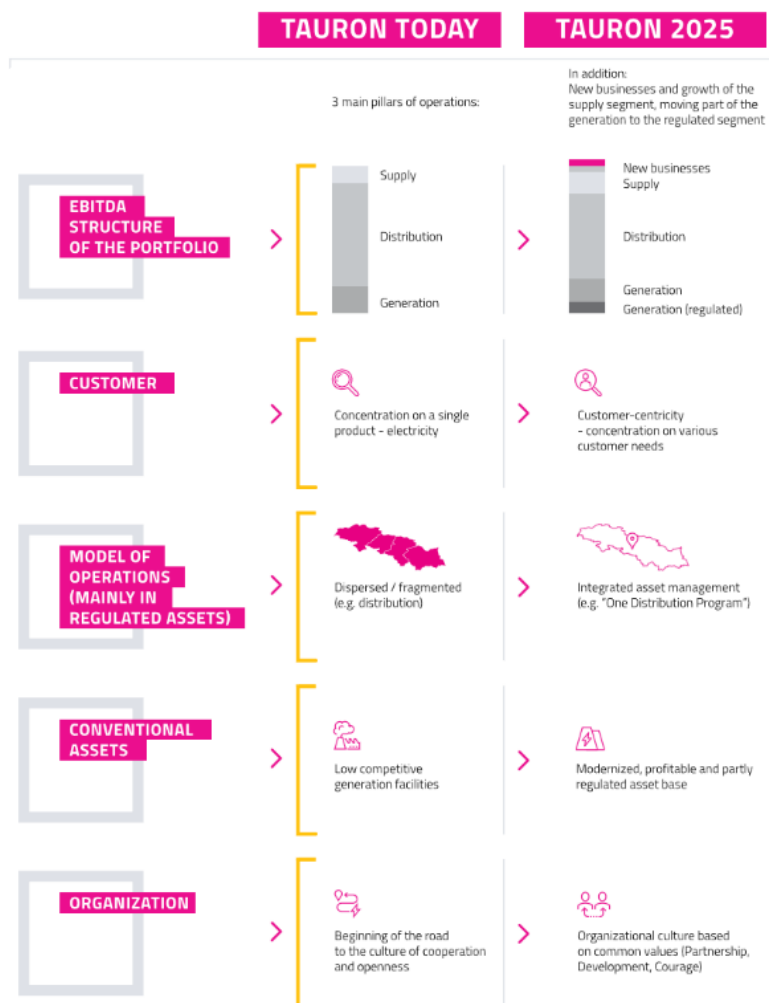 TAURON TODAY
TAURON 2025
3 main pillars of operations:
In addition:
New businesses and growth of the
supply segment, moving part of the
generation to the regulated segment
EBITDA
STRUCTURE
OF THE PORTFOLIO
Supply
Distribution
Generation
New businesses
Supply
Distribution
Generation
Generation (regulated)
CUSTOMER
Concentration on a single
product - electricity
Customer-centricity
- concentration on various
customer needs
MODEL OF
OPERATIONS
(MAINLY IN
REGULATED ASSETS)
Dispersed / fragmented
(e.g. distribution)
Integrated asset management
(e.g. "One Distribution Program")
CONVENTIONAL
ASSETS
Low competitive
generation facilities
Modernized, profitable and partly
regulated asset base
ORGANIZATION
Beginning of the road
to the culture of cooperation
and openness
Organizational culture based
on common values (Partnership,
Development, Courage)